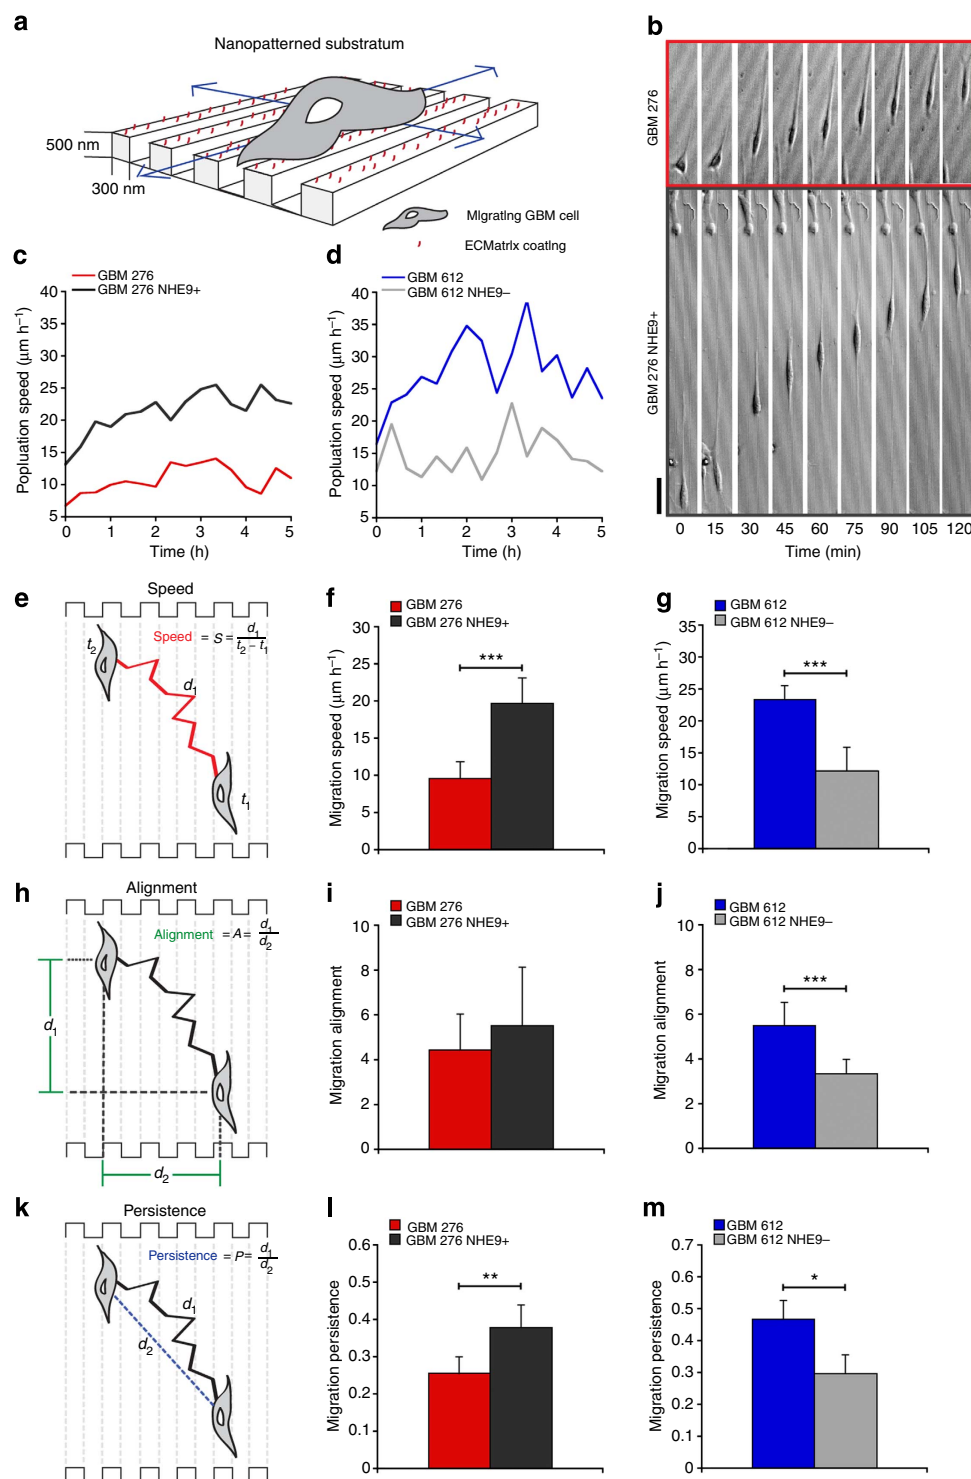 a
Nanopatterned substratum
500 nm
300 nm
Migrating GBM cell
ECMatrix coating
b
GBM 276
GBM 276 NHE9+
0 15 30 45 60 75 90 105 120
Time (min)
c
GBM 276
GBM 276 NHE9+
40
35
30
25
20
15
10
5
Popluation speed (μm h⁻¹)
0 1 2 3 4 5
Time (h)
d
GBM 612
GBM 612 NHE9–
40
35
30
25
20
15
10
5
Popluation speed (μm h⁻¹)
0 1 2 3 4 5
Time (h)
e
Speed
Speed = S = d₁ / t₂ – t₁
t₂
d₁
t₁
f
GBM 276
GBM 276 NHE9+
30
25
20
15
10
5
0
Migration speed (μm h⁻¹)
***
g
GBM 612
GBM 612 NHE9–
35
30
25
20
15
10
5
0
Migration speed (μm h⁻¹)
***
h
Alignment
Alignment = A = d₁ / d₂
d₁
d₂
i
GBM 276
GBM 276 NHE9+
10
8
6
4
2
0
Migration alignment
j
GBM 612
GBM 612 NHE9–
10
8
6
4
2
0
Migration alignment
***
k
Persistence
Persistence = P = d₁ / d₂
d₁
d₂
l
GBM 276
GBM 276 NHE9+
0.6
0.5
0.4
0.3
0.2
0.1
0
Migration persistence
**
m
GBM 612
GBM 612 NHE9–
0.7
0.6
0.5
0.4
0.3
0.2
0.1
0
Migration persistence
*